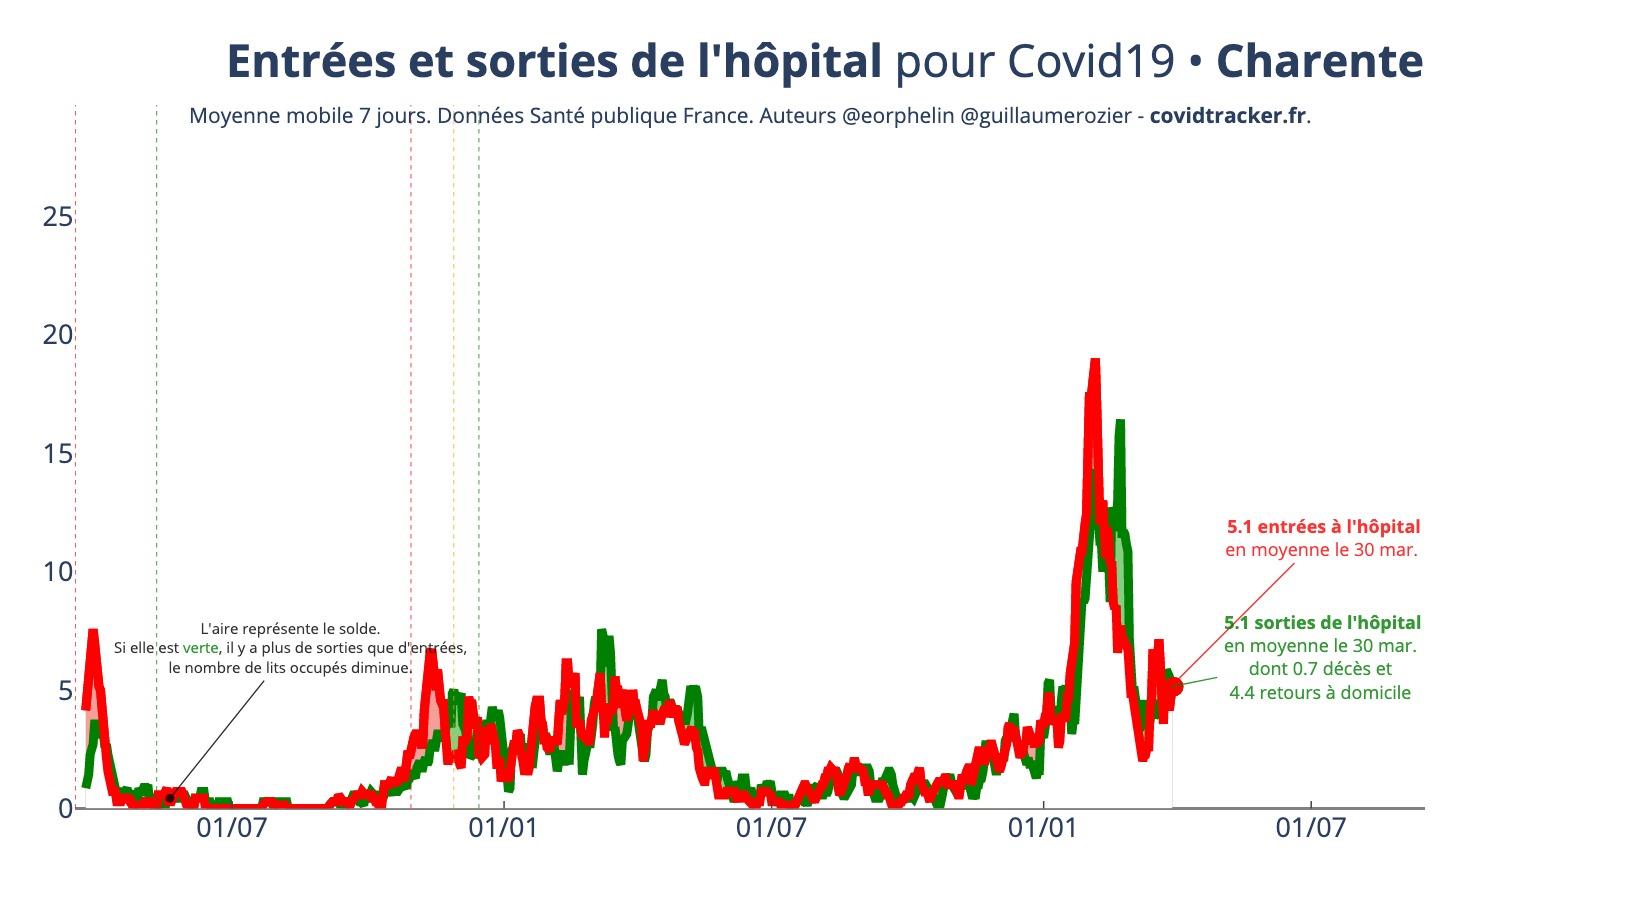 Entrées et sorties de l'hôpital pour Covid19 • Charente
Moyenne mobile 7 jours. Données Santé publique France. Auteurs @eorphelin @guillaumerozier - covidtracker.fr.
25
20
15
10
5
0
L'aire représente le solde.
Si elle est verte, il y a plus de sorties que d'entrées,
le nombre de lits occupés diminue.
5.1 entrées à l'hôpital
en moyenne le 30 mar.
5.1 sorties de l'hôpital
en moyenne le 30 mar.
dont 0.7 décès et
4.4 retours à domicile
01/07
01/01
01/07
01/01
01/07